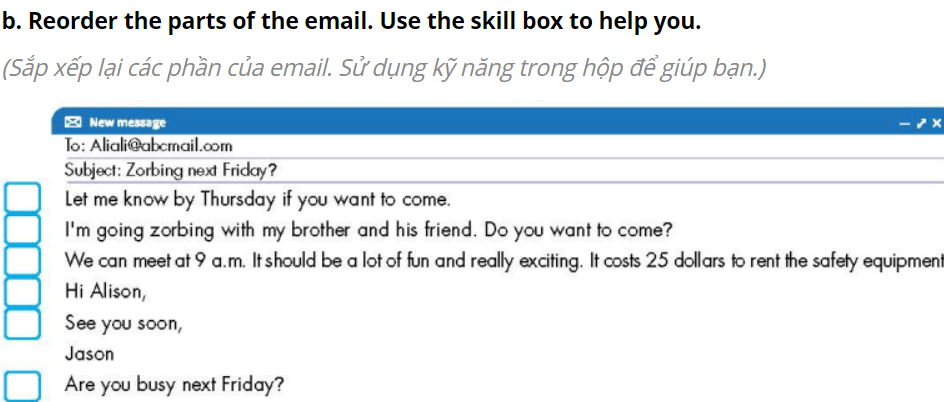 b. Reorder the parts of the email. Use the skill box to help you.
(Sắp xếp lại các phần của email. Sử dụng kỹ năng trong hộp để giúp bạn.)
New message
To: Aliali@abcmail.com
Subject: Zorbing next Friday?
Let me know by Thursday if you want to come.
I'm going zorbing with my brother and his friend. Do you want to come?
We can meet at 9 a.m. It should be a lot of fun and really exciting. It costs 25 dollars to rent the safety equipment
Hi Alison,
See you soon,
Jason
Are you busy next Friday?